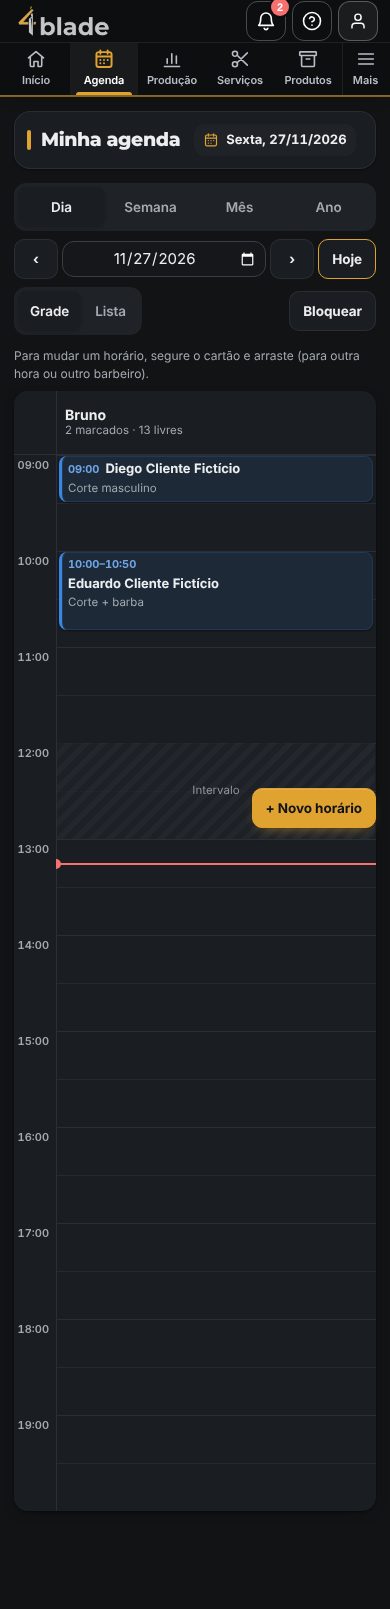 4blade
2
Início
Agenda
Produção
Serviços
Produtos
Mais
Minha agenda
Sexta, 27/11/2026
Dia
Semana
Mês
Ano
‹
11/27/2026
›
Hoje
Grade
Lista
Bloquear
Para mudar um horário, segure o cartão e arraste (para outra
hora ou outro barbeiro).
Bruno
2 marcados · 13 livres
09:00
09:00 Diego Cliente Fictício
Corte masculino
10:00
10:00–10:50
Eduardo Cliente Fictício
Corte + barba
11:00
12:00
Intervalo
+ Novo horário
13:00
14:00
15:00
16:00
17:00
18:00
19:00